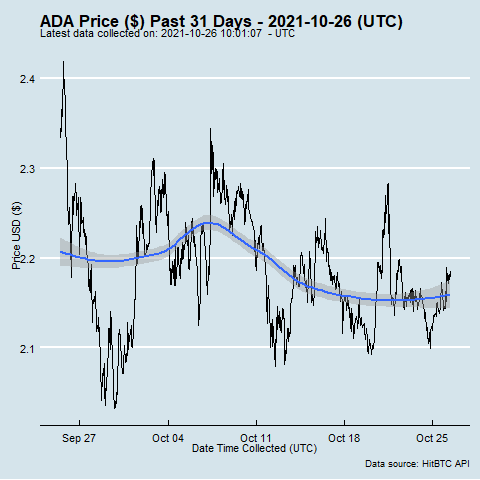 ADA Price ($) Past 31 Days - 2021-10-26 (UTC)
Latest data collected on: 2021-10-26 10:01:07 - UTC
2.4
2.3
2.2
2.1
Price USD ($)
Sep 27
Oct 04
Oct 11
Oct 18
Oct 25
Date Time Collected (UTC)
Data source: HitBTC API